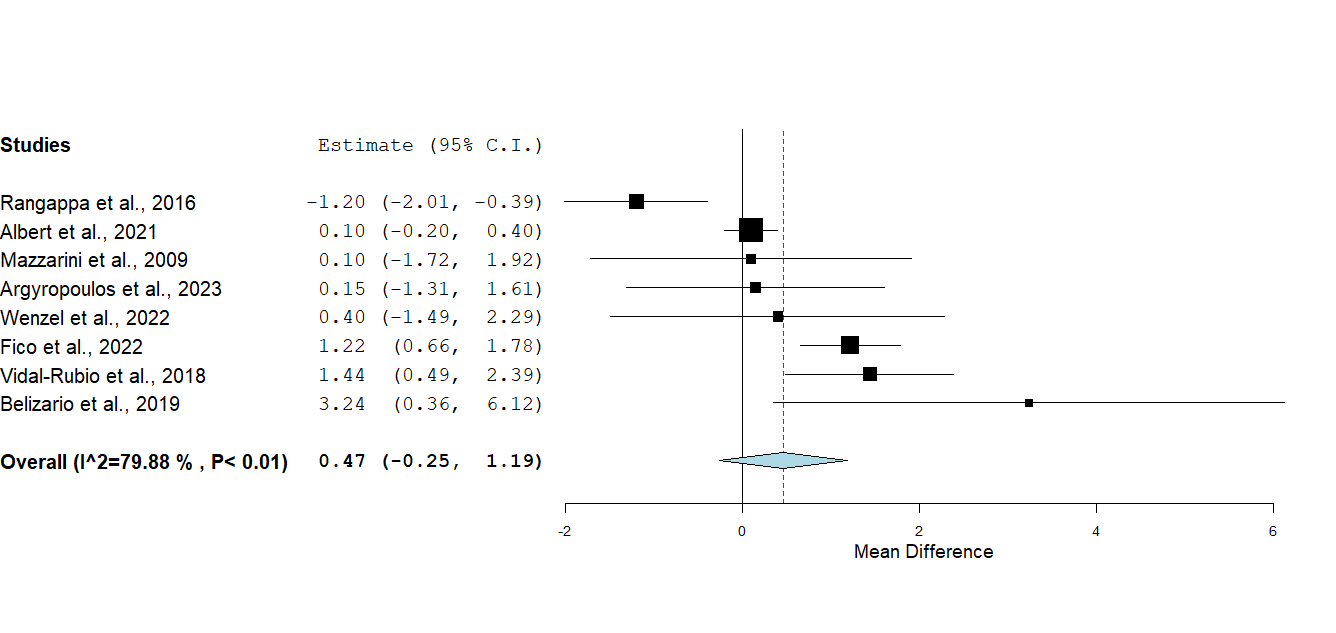 Studies Estimate (95% C.I.)
Rangappa et al., 2016 -1.20 (-2.01, -0.39)
Albert et al., 2021 0.10 (-0.20, 0.40)
Mazzarini et al., 2009 0.10 (-1.72, 1.92)
Argyropoulos et al., 2023 0.15 (-1.31, 1.61)
Wenzel et al., 2022 0.40 (-1.49, 2.29)
Fico et al., 2022 1.22 (0.66, 1.78)
Vidal-Rubio et al., 2018 1.44 (0.49, 2.39)
Belizario et al., 2019 3.24 (0.36, 6.12)
Overall (I^2=79.88 % , P< 0.01) 0.47 (-0.25, 1.19)
-2 0 2 4 6
Mean Difference